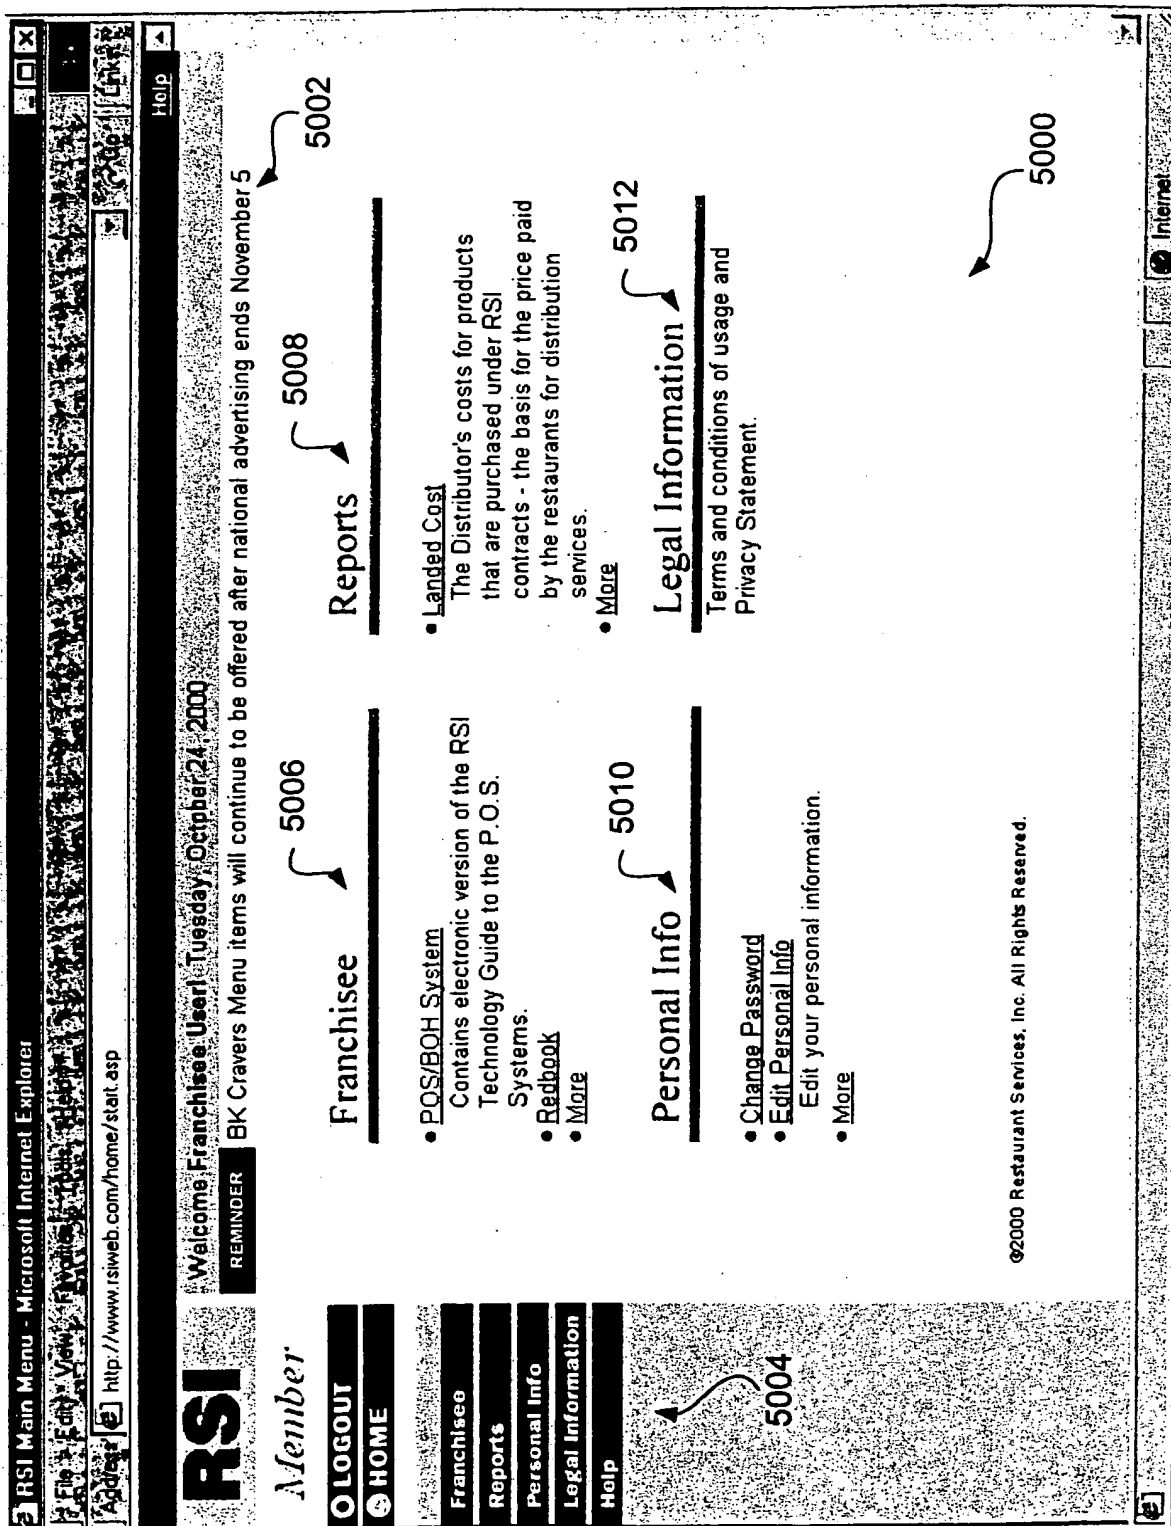 RSI Main Menu - Microsoft Internet Explorer
File Edit View Favorites Tools Help
Address http://www.rsiweb.com/home/start.asp Go Links
Help
RSI
Welcome Franchisee User! Tuesday, October 24, 2000
REMINDER BK Cravers Menu items will continue to be offered after national advertising ends November 5
5002
Member
LOGOUT
HOME
Franchisee
Reports
Personal Info
Legal Information
Help
5004
Franchisee
5006
• POS/BOH System
Contains electronic version of the RSI
Technology Guide to the P.O.S.
Systems.
• Redbook
• More
Reports
5008
• Landed Cost
The Distributor's costs for products
that are purchased under RSI
contracts - the basis for the price paid
by the restaurants for distribution
services.
• More
Personal Info
5010
• Change Password
• Edit Personal Info
Edit your personal information.
• More
Legal Information
5012
Terms and conditions of usage and
Privacy Statement.
5000
©2000 Restaurant Services, Inc. All Rights Reserved.
Internet